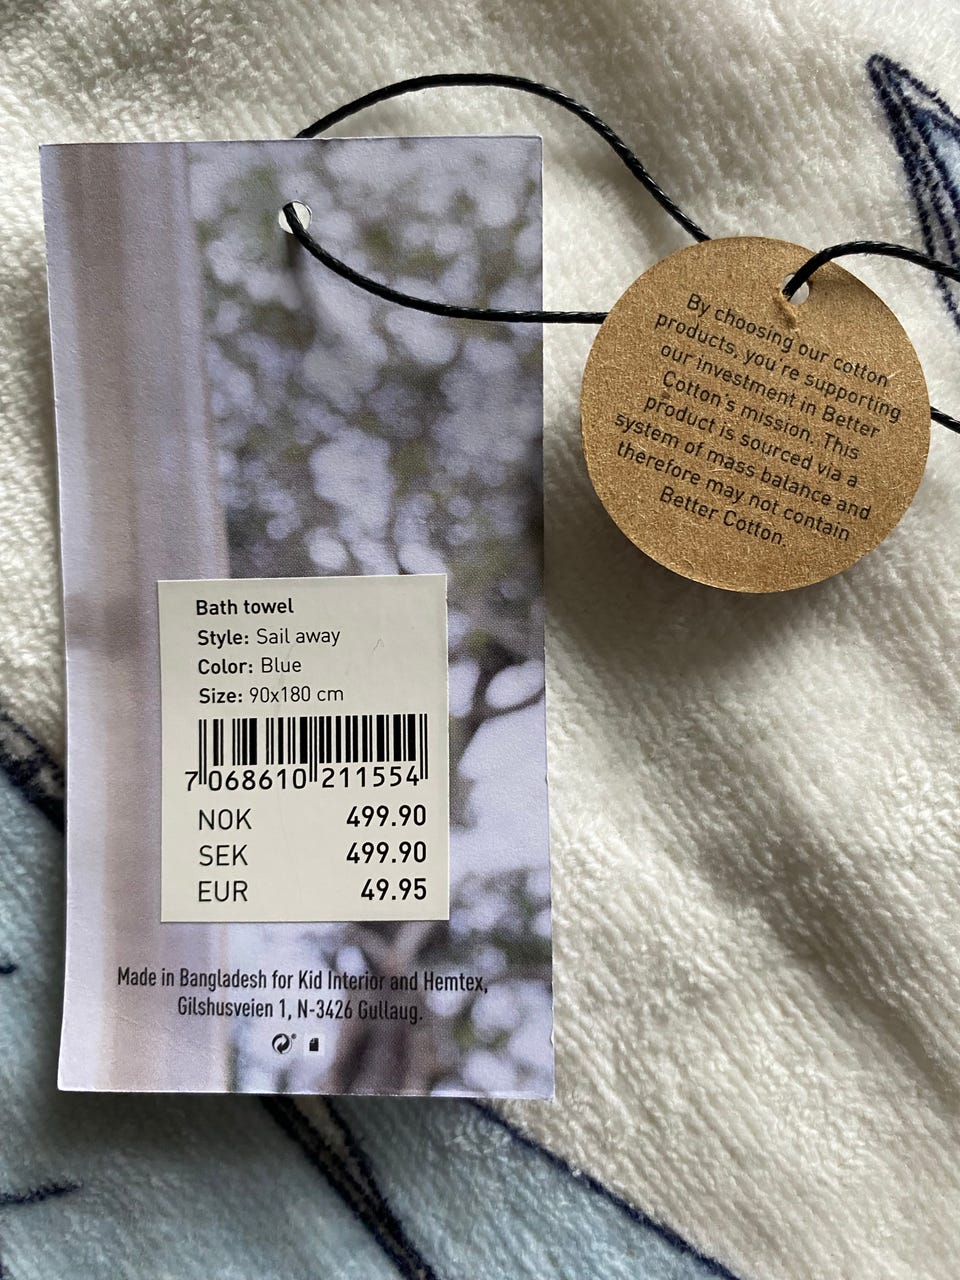 Bath towel
Style: Sail away
Color: Blue
Size: 90x180 cm
7 068610 211554
NOK 499.90
SEK 499.90
EUR 49.95
Made in Bangladesh for Kid Interior and Hemtex,
Gilshusveien 1, N-3426 Gullaug.
By choosing our cotton
products, you're supporting
our investment in Better
Cotton's mission. This
product is sourced via a
system of mass balance and
therefore may not contain
Better Cotton.